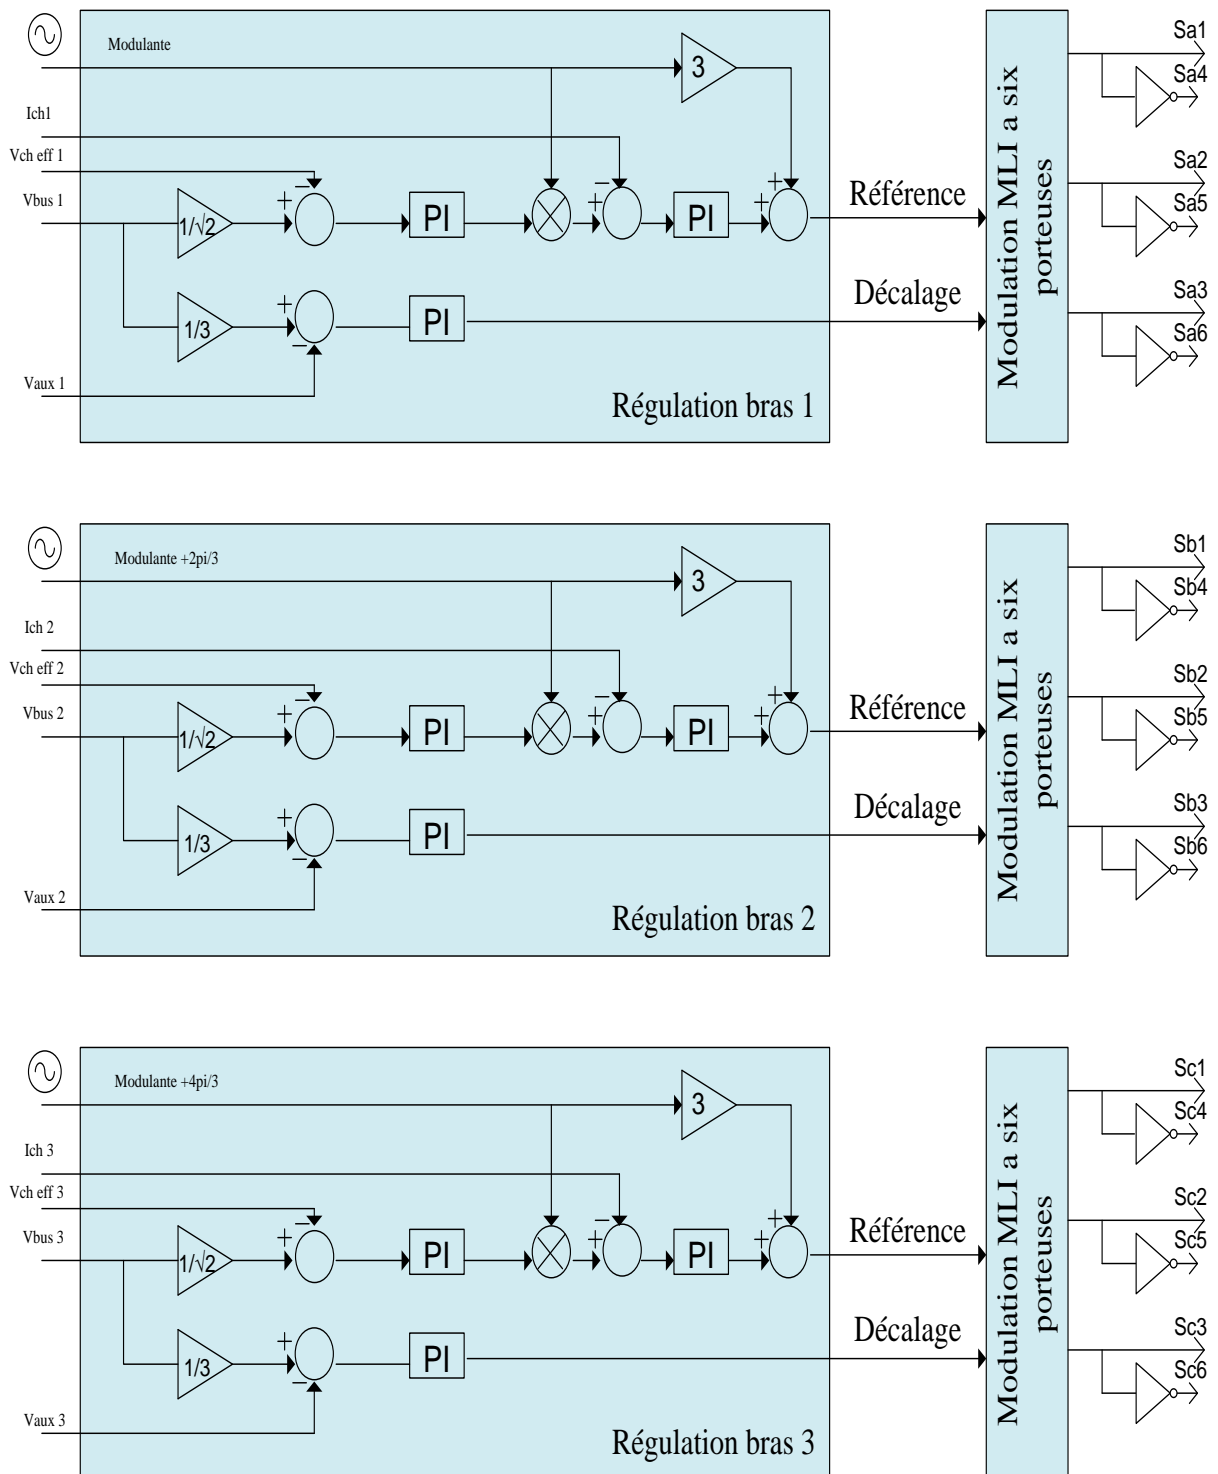 Modulante
3
Ich1
Vch eff 1
Vbus 1
1/√2
PI
PI
1/3
PI
Vaux 1
Régulation bras 1
Référence
Décalage
Modulation MLI a six
porteuses
Sa1
Sa4
Sa2
Sa5
Sa3
Sa6
Modulante +2pi/3
3
Ich 2
Vch eff 2
Vbus 2
1/√2
PI
PI
1/3
PI
Vaux 2
Régulation bras 2
Référence
Décalage
Modulation MLI a six
porteuses
Sb1
Sb4
Sb2
Sb5
Sb3
Sb6
Modulante +4pi/3
3
Ich 3
Vch eff 3
Vbus 3
1/√2
PI
PI
1/3
PI
Vaux 3
Régulation bras 3
Référence
Décalage
Modulation MLI a six
porteuses
Sc1
Sc4
Sc2
Sc5
Sc3
Sc6